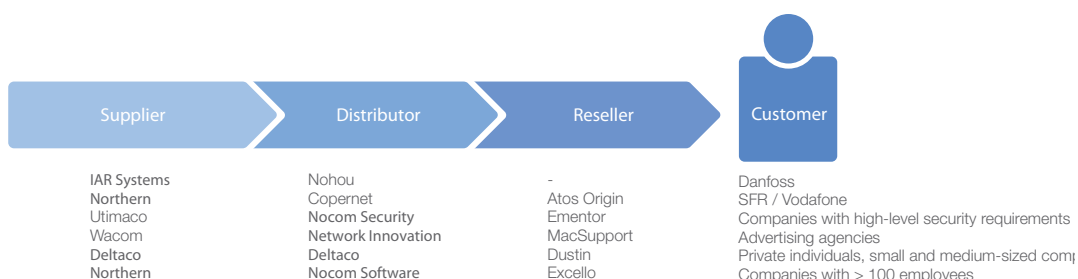 Supplier Distributor Reseller Customer
IAR Systems Nohou - Danfoss
Northern Copernet Atos Origin SFR / Vodafone
Utimaco Nocom Security Ementor Companies with high-level security requirements
Wacom Network Innovation MacSupport Advertising agencies
Deltaco Deltaco Dustin Private individuals, small and medium-sized
Northern Nocom Software Excello Companies with > 100 employees